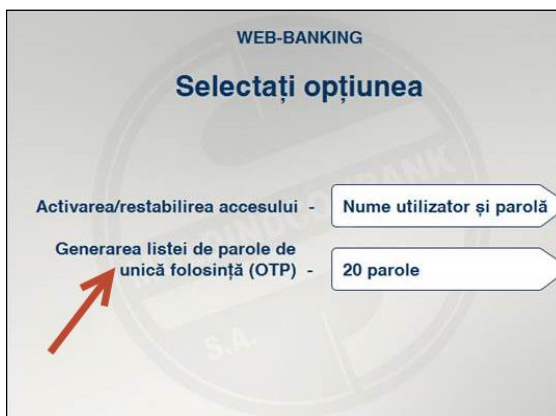 WEB-BANKING
Selectați opțiunea
Activarea/restabilirea accesului - Nume utilizator și parolă
Generarea listei de parole de
unică folosință (OTP) - 20 parole
S.A.